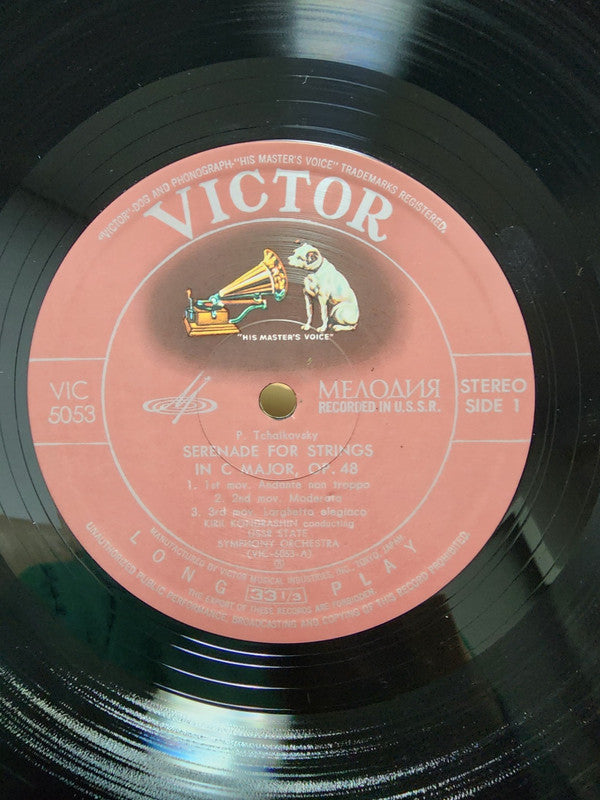 "VICTOR"-DOG AND PHONOGRAPH-"HIS MASTER'S VOICE" TRADEMARKS REGISTERED.
VICTOR
"HIS MASTER'S VOICE"
VIC
5053
МЕЛОДИЯ
RECORDED IN U.S.S.R.
STEREO
SIDE 1
P. Tchaikovsky
SERENADE FOR STRINGS
IN C MAJOR, OP. 48
1. 1st mov. Andante non troppo
2. 2nd mov. Moderato
3. 3rd mov. Larghetto elegiaco
KIRIL KONDRASHIN conducting
USSR STATE
SYMPHONY ORCHESTRA
(VHL-6053-A)
Ⓟ
MANUFACTURED BY VICTOR MUSICAL INDUSTRIES, INC., TOKYO, JAPAN.
LONG 33 1/3 PLAY
THE EXPORT OF THESE RECORDS ARE FORBIDDEN.
UNAUTHORIZED PUBLIC PERFORMANCE, BROADCASTING AND COPYING OF THIS RECORD PROHIBITED.